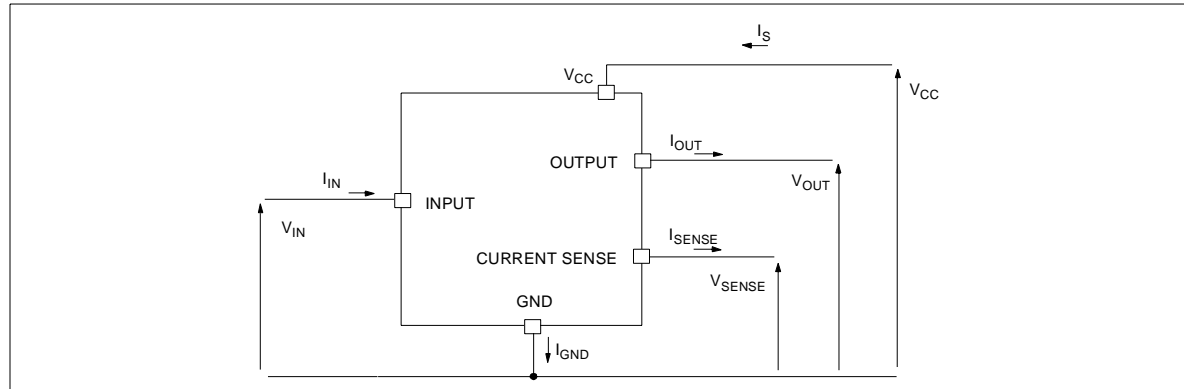 I_S
V_CC
V_CC
OUTPUT
I_OUT
V_OUT
I_IN
INPUT
V_IN
I_SENSE
CURRENT SENSE
V_SENSE
GND
I_GND